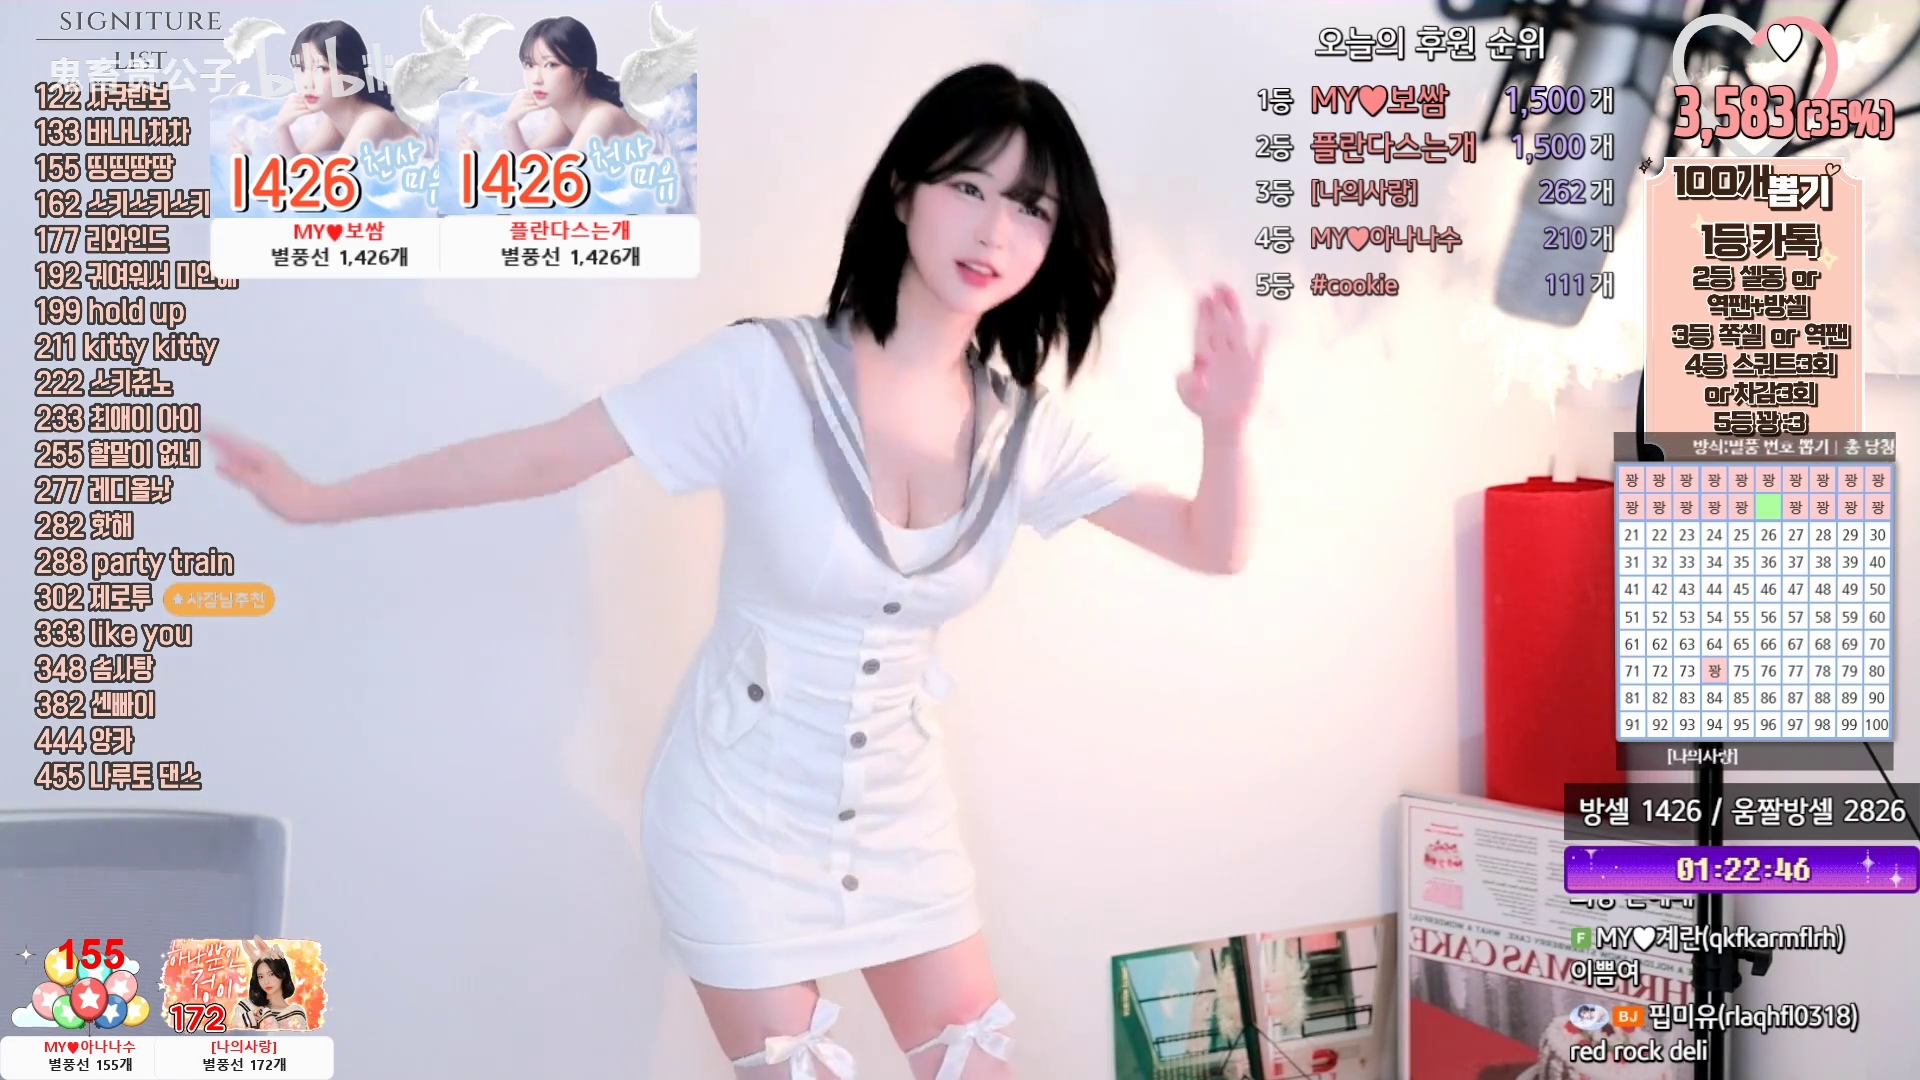 SIGNITURE
LIST
鬼畜贵公子 bilibili
122 사쿠란보
133 바나나차차
155 띵띵땅땅
162 스키스키스키
177 리와인드
192 귀여워서 미안해
199 hold up
211 kitty kitty
222 스키쥬노
233 최애이 아이
255 할말이 없네
277 레디올낫
282 핫해
288 party train
302 제로투 ★사장님추천
333 like you
348 솜사탕
382 센빠이
444 앙카
455 나루토 댄스
1426 천사미유
MY♥보쌈
별풍선 1,426개
1426 천사미유
플란다스는개
별풍선 1,426개
155
MY♥아나나수
별풍선 155개
하나뿐인
172
[나의사랑]
별풍선 172개
오늘의 후원 순위
1등 MY♥보쌈 1,500 개
2등 플란다스는개 1,500 개
3등 [나의사랑] 262 개
4등 MY♥아나나수 210 개
5등 #cookie 111 개
3,583(35%)
100개뽑기
1등 카톡
2등 셀동 or
역팬+방셀
3등 쪽셀 or 역팬
4등 스쿼트3회
or차감3회
5등 꽝 :3
방식:별풍 번호 뽑기 | 총 당첨
꽝 꽝 꽝 꽝 꽝 꽝 꽝 꽝 꽝 꽝
꽝 꽝 꽝 꽝 꽝 꽝 꽝 꽝 꽝
21 22 23 24 25 26 27 28 29 30
31 32 33 34 35 36 37 38 39 40
41 42 43 44 45 46 47 48 49 50
51 52 53 54 55 56 57 58 59 60
61 62 63 64 65 66 67 68 69 70
71 72 73 꽝 75 76 77 78 79 80
81 82 83 84 85 86 87 88 89 90
91 92 93 94 95 96 97 98 99 100
[나의사랑]
방셀 1426 / 움짤방셀 2826
01:22:46
F MY♥계란(qkfkarmflrh)
이쁨여
BJ 핍미유(rlaqhfl0318)
red rock deli